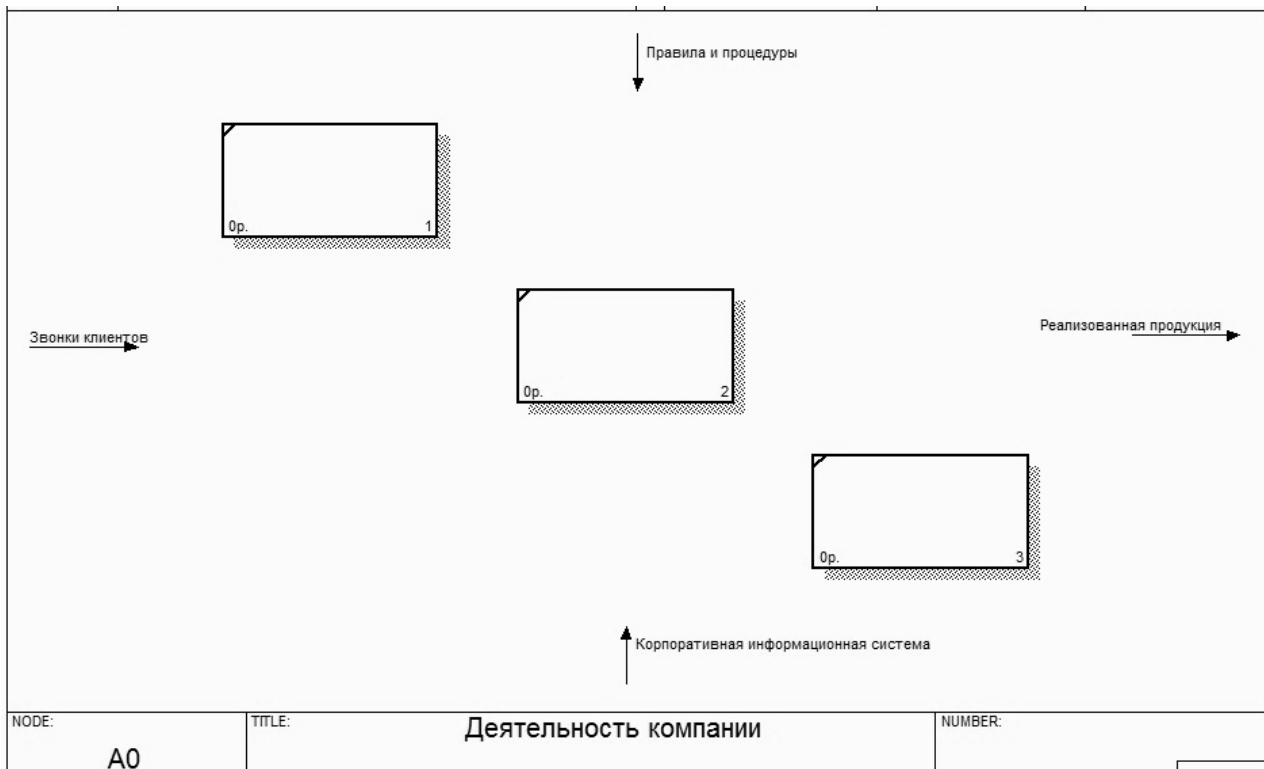 Правила и процедуры
0р. 1
Звонки клиентов
Реализованная продукция
0р. 2
0р. 3
Корпоративная информационная система
NODE: TITLE: Деятельность компании NUMBER:
A0